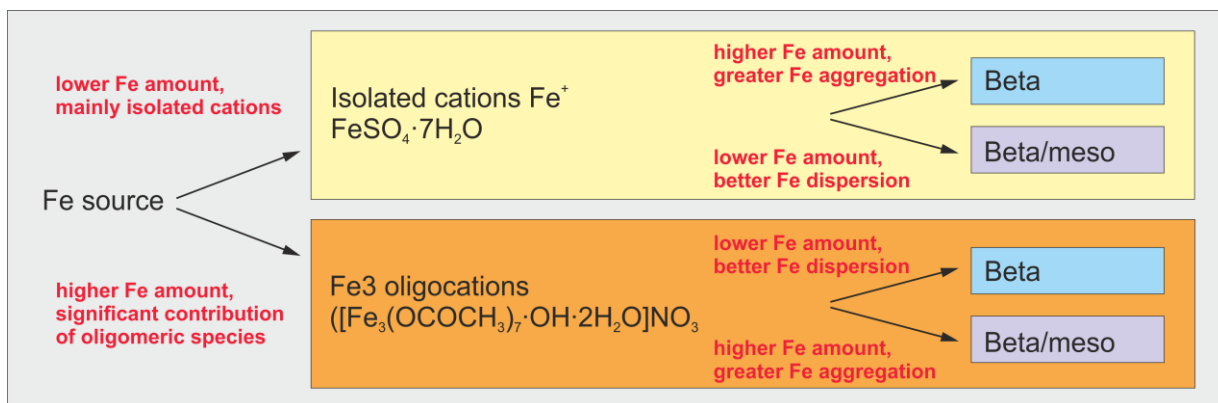 lower Fe amount,
mainly isolated cations
Fe source
higher Fe amount,
significant contribution
of oligomeric species
Isolated cations Fe⁺
FeSO₄·7H₂O
higher Fe amount,
greater Fe aggregation
Beta
Beta/meso
lower Fe amount,
better Fe dispersion
Fe3 oligocations
([Fe₃(OCOCH₃)₇·OH·2H₂O]NO₃
lower Fe amount,
better Fe dispersion
Beta
Beta/meso
higher Fe amount,
greater Fe aggregation